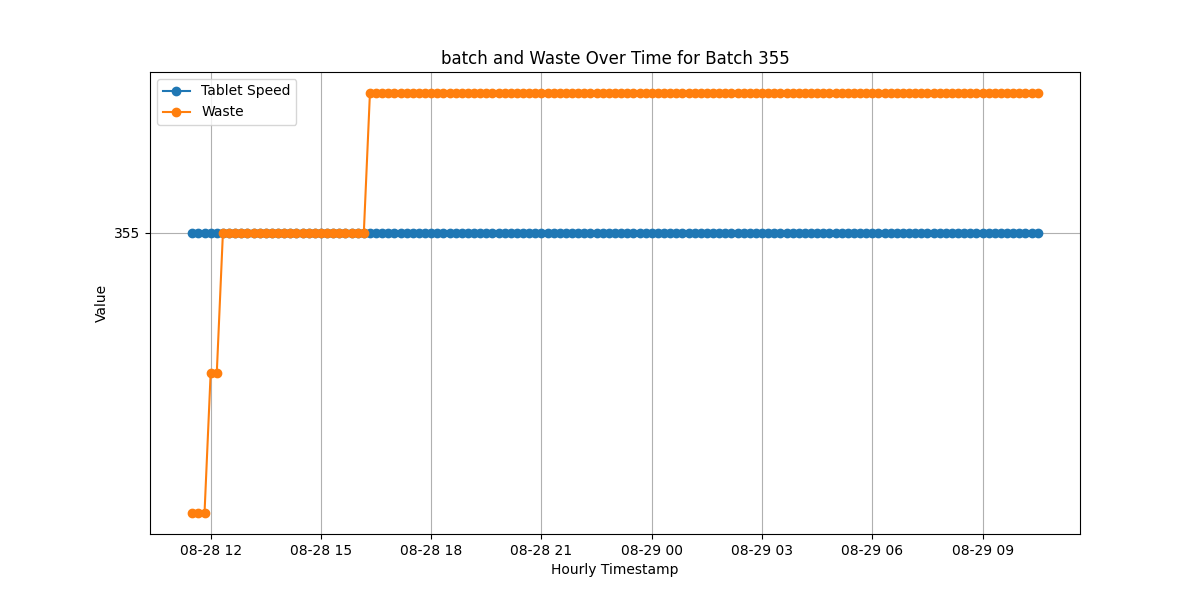 batch and Waste Over Time for Batch 355
Tablet Speed
Waste
355
Value
08-28 12
08-28 15
08-28 18
08-28 21
08-29 00
08-29 03
08-29 06
08-29 09
Hourly Timestamp